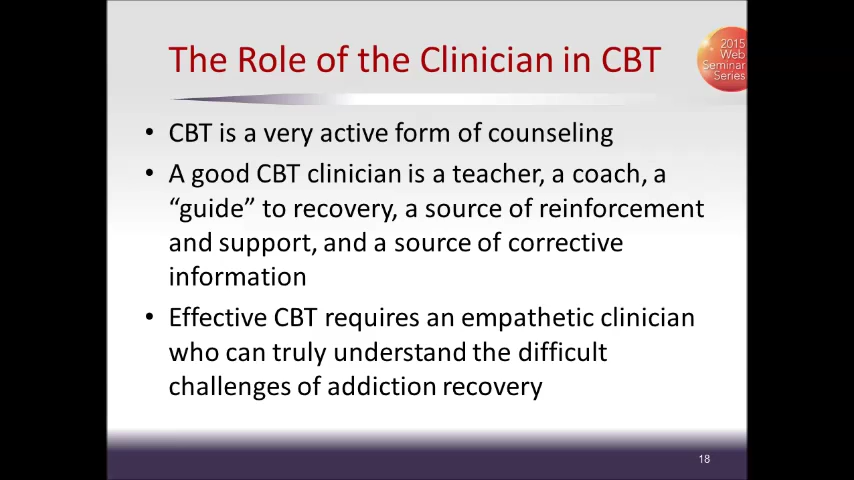 The Role of the Clinician in CBT
2015
Web
Seminar
Series
• CBT is a very active form of counseling
• A good CBT clinician is a teacher, a coach, a
“guide” to recovery, a source of reinforcement
and support, and a source of corrective
information
• Effective CBT requires an empathetic clinician
who can truly understand the difficult
challenges of addiction recovery
18